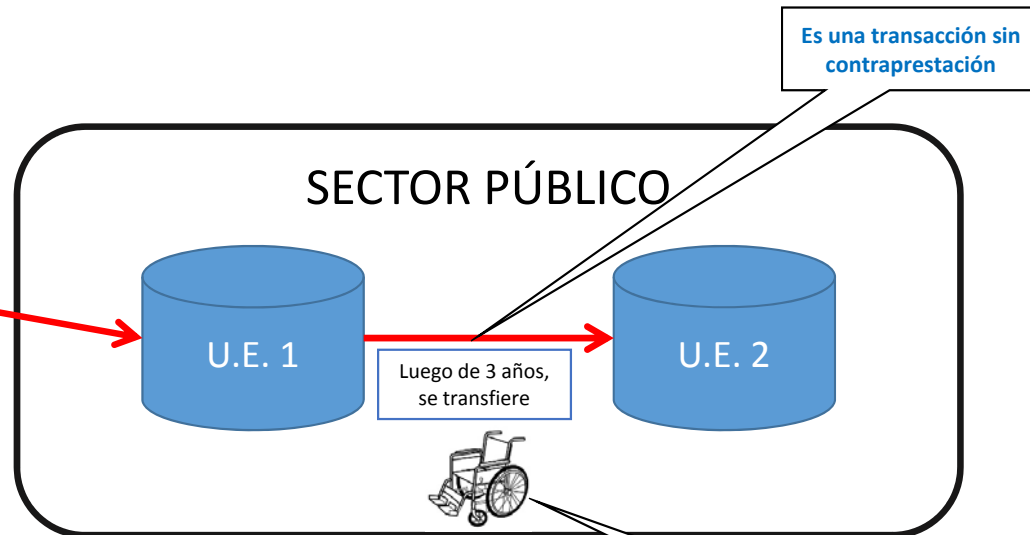 Es una transacción sin
contraprestación
SECTOR PÚBLICO
U.E. 1
U.E. 2
Luego de 3 años,
se transfiere